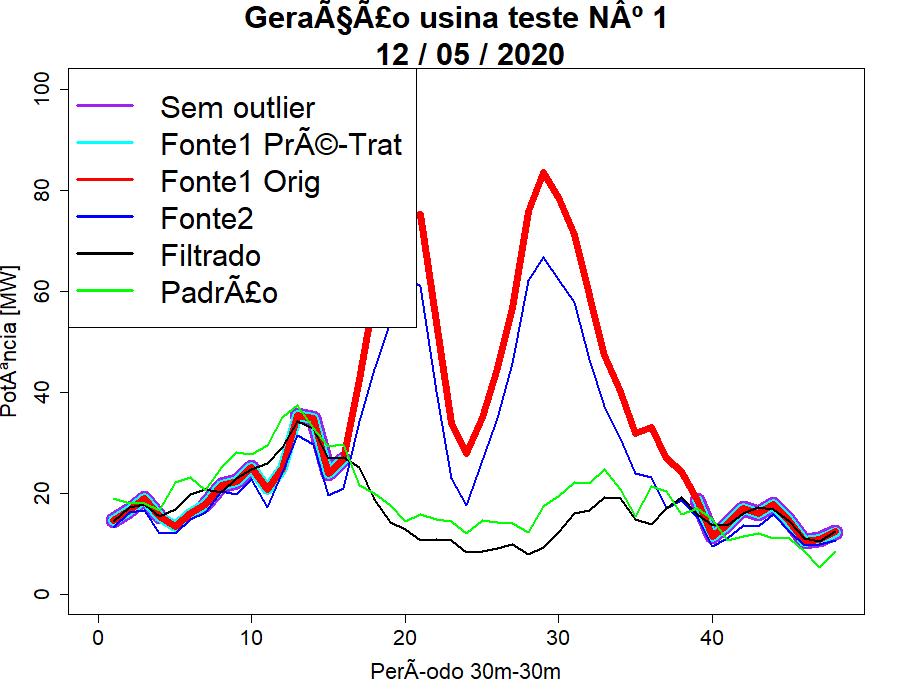 GeraÃ§Ã£o usina teste NÂº 1
12 / 05 / 2020
Sem outlier
Fonte1 PrÃ©-Trat
Fonte1 Orig
Fonte2
Filtrado
PadrÃ£o
PotÃªncia [MW]
100
80
60
40
20
0
0 10 20 30 40
PerÃ­odo 30m-30m